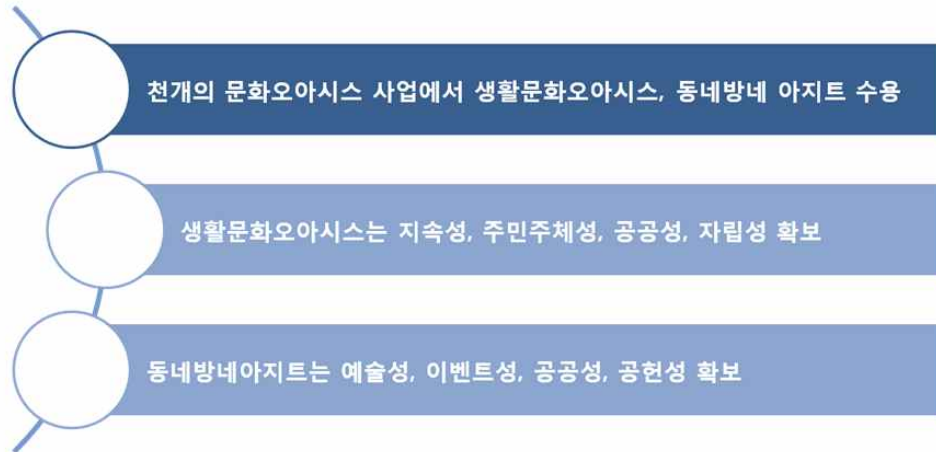 천개의 문화오아시스 사업에서 생활문화오아시스, 동네방네 아지트 수용
생활문화오아시스는 지속성, 주민주체성, 공공성, 자립성 확보
동네방네아지트는 예술성, 이벤트성, 공공성, 공헌성 확보